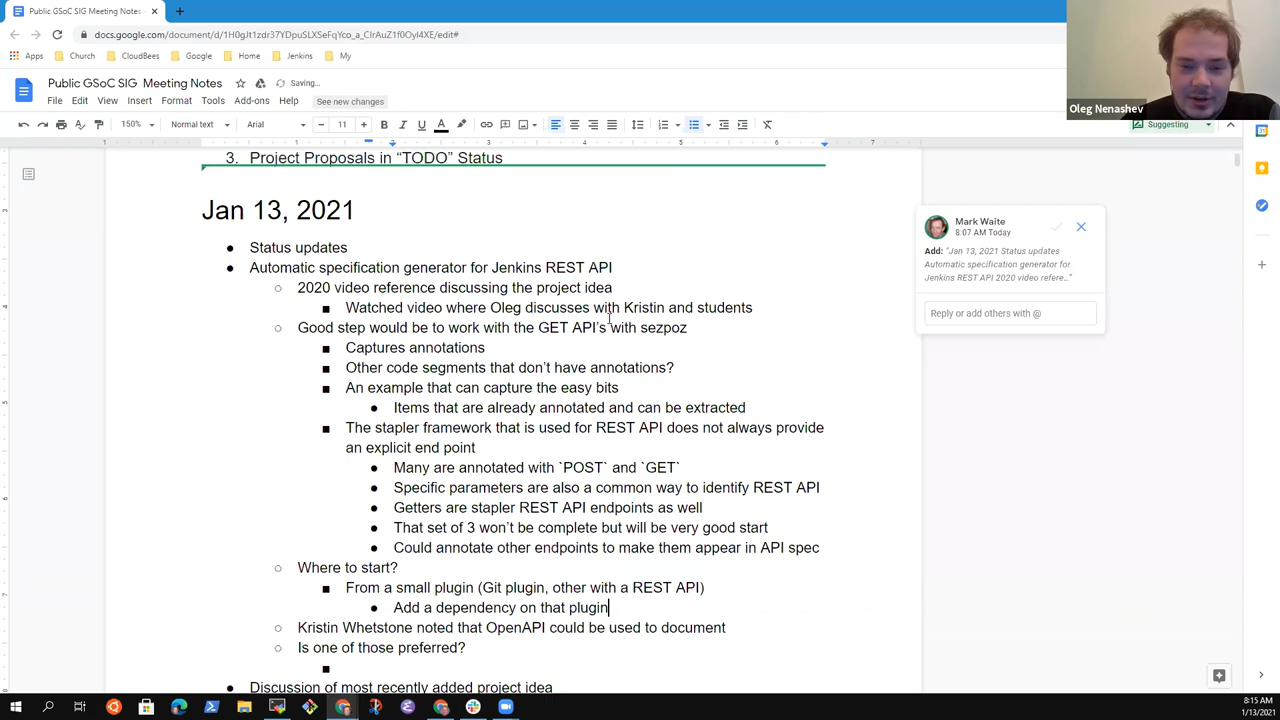 Public GSoC SIG Meeting Notes
docs.google.com/document/d/1H0gJt1zdr37YDpuSLXSeFqYco_a_CIrAuZ1f0OyI4XE/edit#
Apps Church CloudBees Google Home Jenkins My
Oleg Nenashev
Public GSoC SIG Meeting Notes Saving...
File Edit View Insert Format Tools Add-ons Help See new changes
150% Normal text Arial 11 Suggesting
1 1 2 3 4 5 6 7
3. Project Proposals in “TODO” Status
Jan 13, 2021
Status updates
Automatic specification generator for Jenkins REST API
2020 video reference discussing the project idea
Watched video where Oleg discusses with Kristin and students
Good step would be to work with the GET API's with sezpoz
Captures annotations
Other code segments that don't have annotations?
An example that can capture the easy bits
Items that are already annotated and can be extracted
The stapler framework that is used for REST API does not always provide
an explicit end point
Many are annotated with `POST` and `GET`
Specific parameters are also a common way to identify REST API
Getters are stapler REST API endpoints as well
That set of 3 won't be complete but will be very good start
Could annotate other endpoints to make them appear in API spec
Where to start?
From a small plugin (Git plugin, other with a REST API)
Add a dependency on that plugin
Kristin Whetstone noted that OpenAPI could be used to document
Is one of those preferred?
Discussion of most recently added project idea
Mark Waite
8:07 AM Today
Add: “Jan 13, 2021 Status updates
Automatic specification generator for
Jenkins REST API 2020 video refere...”
Reply or add others with @
8:15 AM
1/13/2021